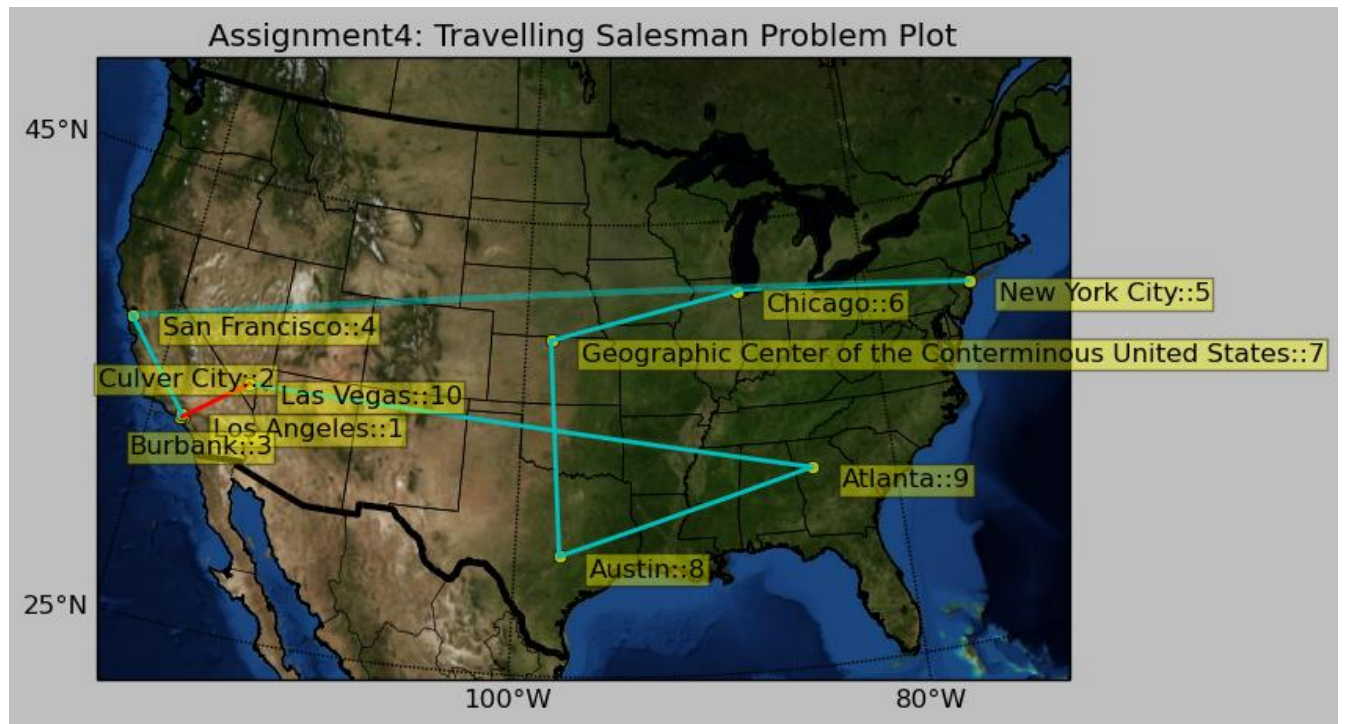 Assignment4: Travelling Salesman Problem Plot
45°N
New York City::5
Chicago::6
San Francisco::4
Geographic Center of the Conterminous United States::7
Culver City::2
Las Vegas::10
Los Angeles::1
Burbank::3
Atlanta::9
Austin::8
25°N
100°W
80°W